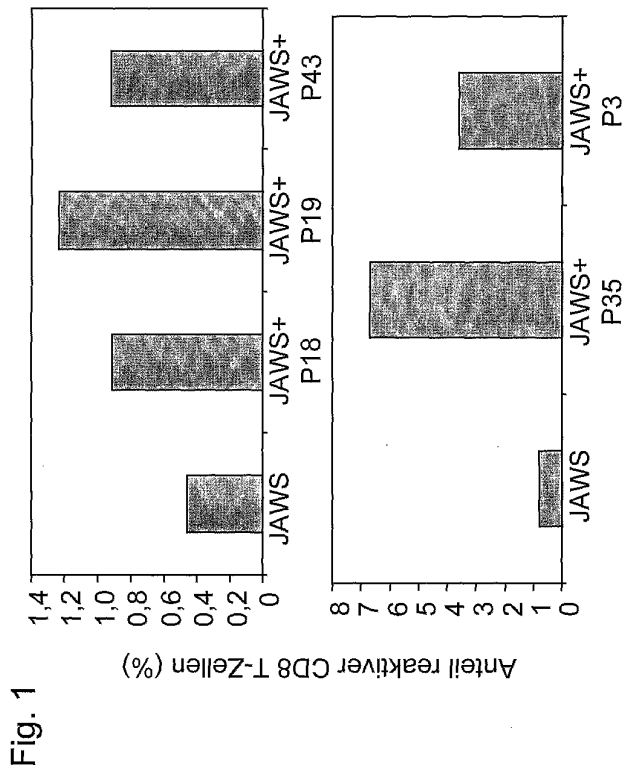 Fig. 1
Anteil reaktiver CD8 T-Zellen (%)
1,4
1,2
1,0
0,8
0,6
0,4
0,2
0
JAWS
JAWS+
P18
JAWS+
P19
JAWS+
P43
8
7
6
5
4
3
2
1
0
JAWS
JAWS+
P35
JAWS+
P3